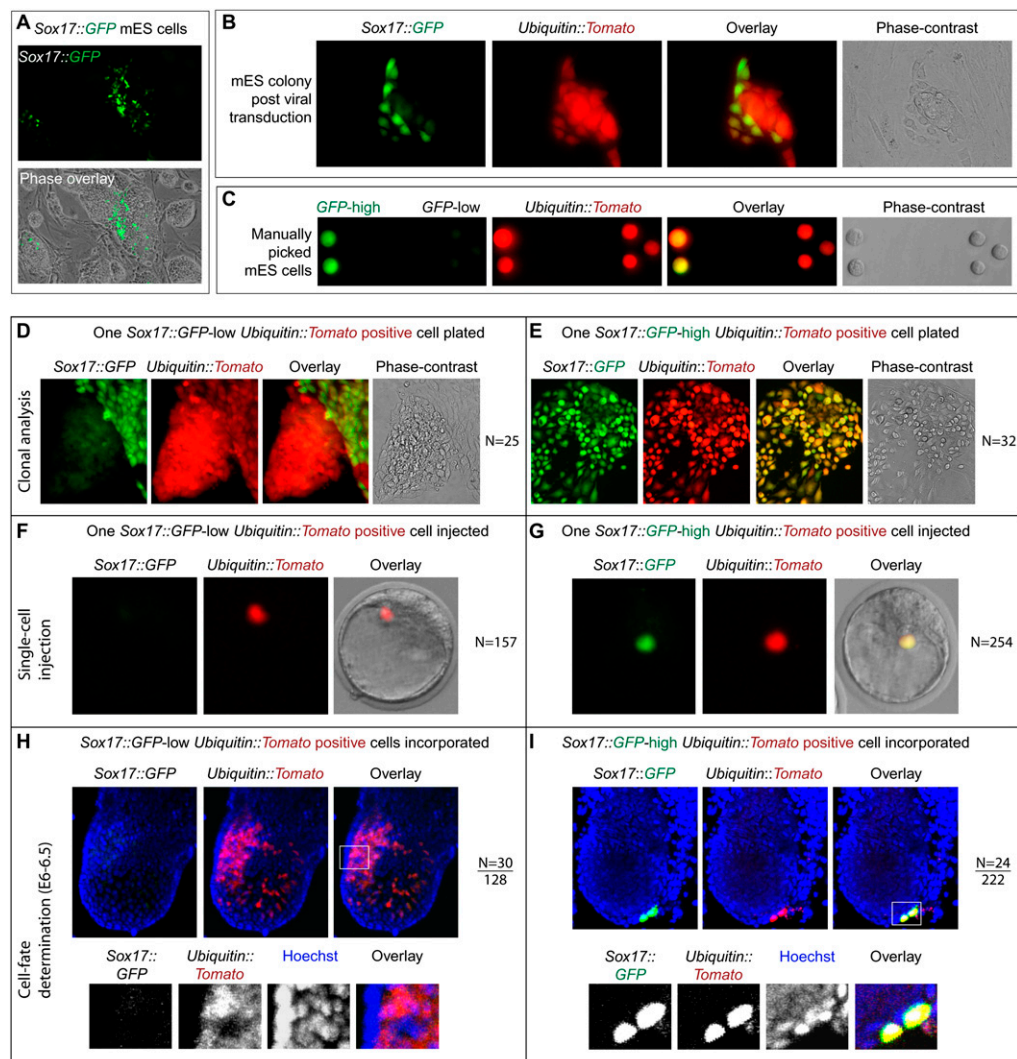 A
Sox17::GFP mES cells
Sox17::GFP
Phase overlay
B
Sox17::GFP Ubiquitin::Tomato Overlay Phase-contrast
mES colony
post viral
transduction
C
GFP-high GFP-low Ubiquitin::Tomato Overlay Phase-contrast
Manually
picked
mES cells
D One Sox17::GFP-low Ubiquitin::Tomato positive cell plated
Clonal analysis
Sox17::GFP Ubiquitin::Tomato Overlay Phase-contrast
N=25
E One Sox17::GFP-high Ubiquitin::Tomato positive cell plated
Sox17::GFP Ubiquitin::Tomato Overlay Phase-contrast
N=32
F One Sox17::GFP-low Ubiquitin::Tomato positive cell injected
Single-cell
injection
Sox17::GFP Ubiquitin::Tomato Overlay
N=157
G One Sox17::GFP-high Ubiquitin::Tomato positive cell injected
Sox17::GFP Ubiquitin::Tomato Overlay
N=254
H Sox17::GFP-low Ubiquitin::Tomato positive cells incorporated
Cell-fate
determination (E6–6.5)
Sox17::GFP Ubiquitin::Tomato Overlay
N=30
128
Sox17:: Ubiquitin:: Hoechst Overlay
GFP Tomato
I Sox17::GFP-high Ubiquitin::Tomato positive cell incorporated
Sox17::GFP Ubiquitin::Tomato Overlay
N=24
222
Sox17:: Ubiquitin:: Hoechst Overlay
GFP Tomato